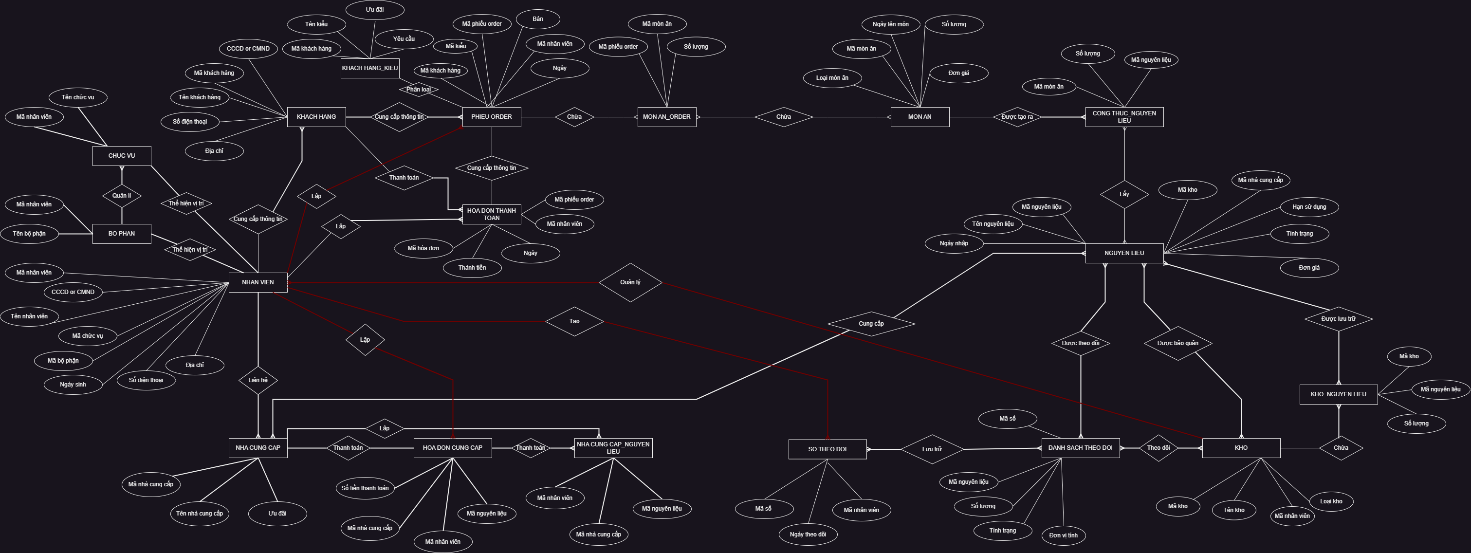 Ưu đãi
Tên kiểu
Yêu cầu
Mã khách hàng
KHACH HANG_KIEU
Phân loại
CCCD or CMND
Mã khách hàng
Tên khách hàng
Số điện thoại
Địa chỉ
KHACH HANG
Cung cấp thông tin
Mã phiếu order
Bàn
Mã kiểu
Mã nhân viên
Mã khách hàng
Ngày
PHIEU ORDER
Chứa
Mã món ăn
Mã phiếu order
Số lượng
MON AN_ORDER
Chứa
Ngày lên món
Số lượng
Mã món ăn
Loại món ăn
Đơn giá
MON AN
Được tạo ra
Số lượng
Mã nguyên liệu
Mã món ăn
CONG THUC_NGUYEN
LIEU
Tên chức vụ
Mã nhân viên
CHUC VU
Quản lí
Thể hiện vị trí
Mã nhân viên
Tên bộ phận
BO PHAN
Thể hiện vị trí
Cung cấp thông tin
Lập
Lập
Thanh toán
Cung cấp thông tin
HOA DON THANH
TOAN
Mã phiếu order
Mã nhân viên
Mã hóa đơn
Thành tiền
Ngày
Lấy
Mã kho
Mã nhà cung cấp
Hạn sử dụng
Tình trạng
Đơn giá
Mã nguyên liệu
Tên nguyên liệu
Ngày nhập
NGUYEN LIEU
Mã nhân viên
CCCD or CMND
Tên nhân viên
Mã chức vụ
Mã bộ phận
Ngày sinh
Số điện thoại
Địa chỉ
NHAN VIEN
Quản lý
Tạo
Lập
Cung cấp
Được theo dõi
Được bảo quản
Được lưu trữ
Liên hệ
Mã kho
Mã nguyên liệu
Số lượng
KHO_NGUYEN LIEU
Chứa
NHA CUNG CAP
Lập
Thanh toán
HOA DON CUNG CAP
Thanh toán
NHA CUNG CAP_NGUYEN
LIEU
SO THEO DOI
Lưu trữ
Mã số
DANH SACH THEO DOI
Theo dõi
KHO
Mã nhà cung cấp
Tên nhà cung cấp
Ưu đãi
Số tiền thanh toán
Mã nhà cung cấp
Mã nhân viên
Mã nguyên liệu
Mã nhân viên
Mã nhà cung cấp
Mã nguyên liệu
Mã số
Ngày theo dõi
Mã nhân viên
Mã nguyên liệu
Số lượng
Tình trạng
Đơn vị tính
Mã kho
Tên kho
Mã nhân viên
Loại kho